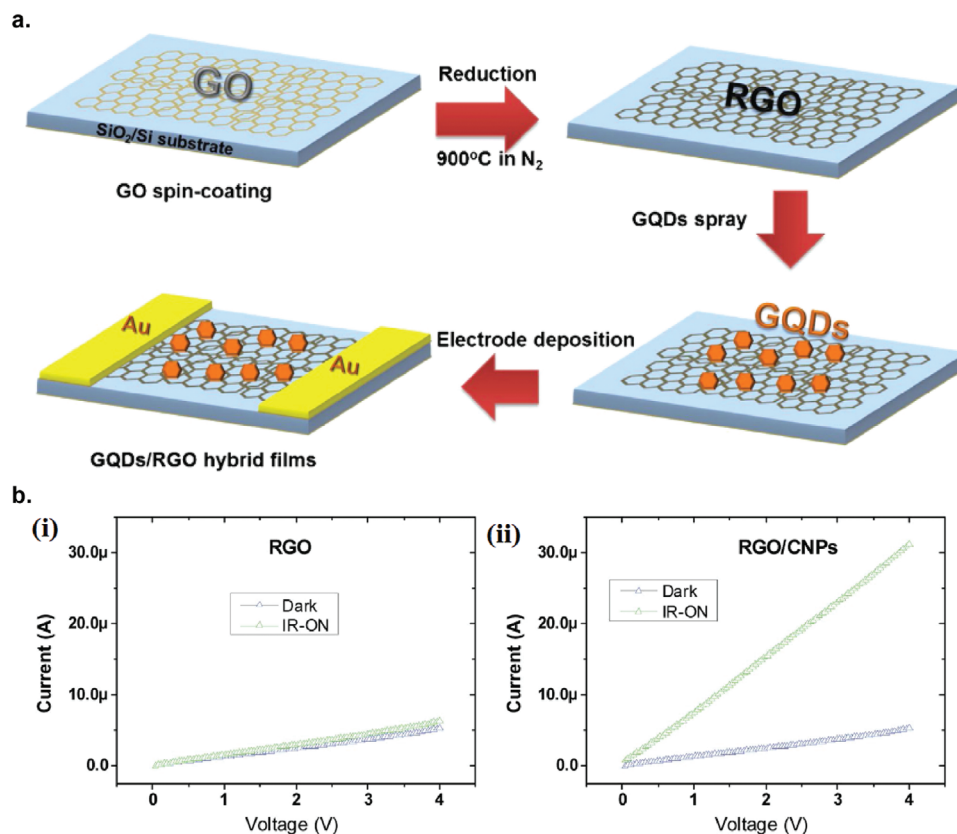 a.
GO
SiO₂/Si substrate
GO spin-coating
Reduction
900°C in N₂
RGO
GQDs spray
GQDs
Electrode deposition
Au
Au
GQDs/RGO hybrid films
b.
(i)
RGO
Dark
IR-ON
30.0μ
20.0μ
10.0μ
0.0
Current (A)
0 1 2 3 4
Voltage (V)
(ii)
RGO/CNPs
Dark
IR-ON
30.0μ
20.0μ
10.0μ
0.0
Current (A)
0 1 2 3 4
Voltage (V)